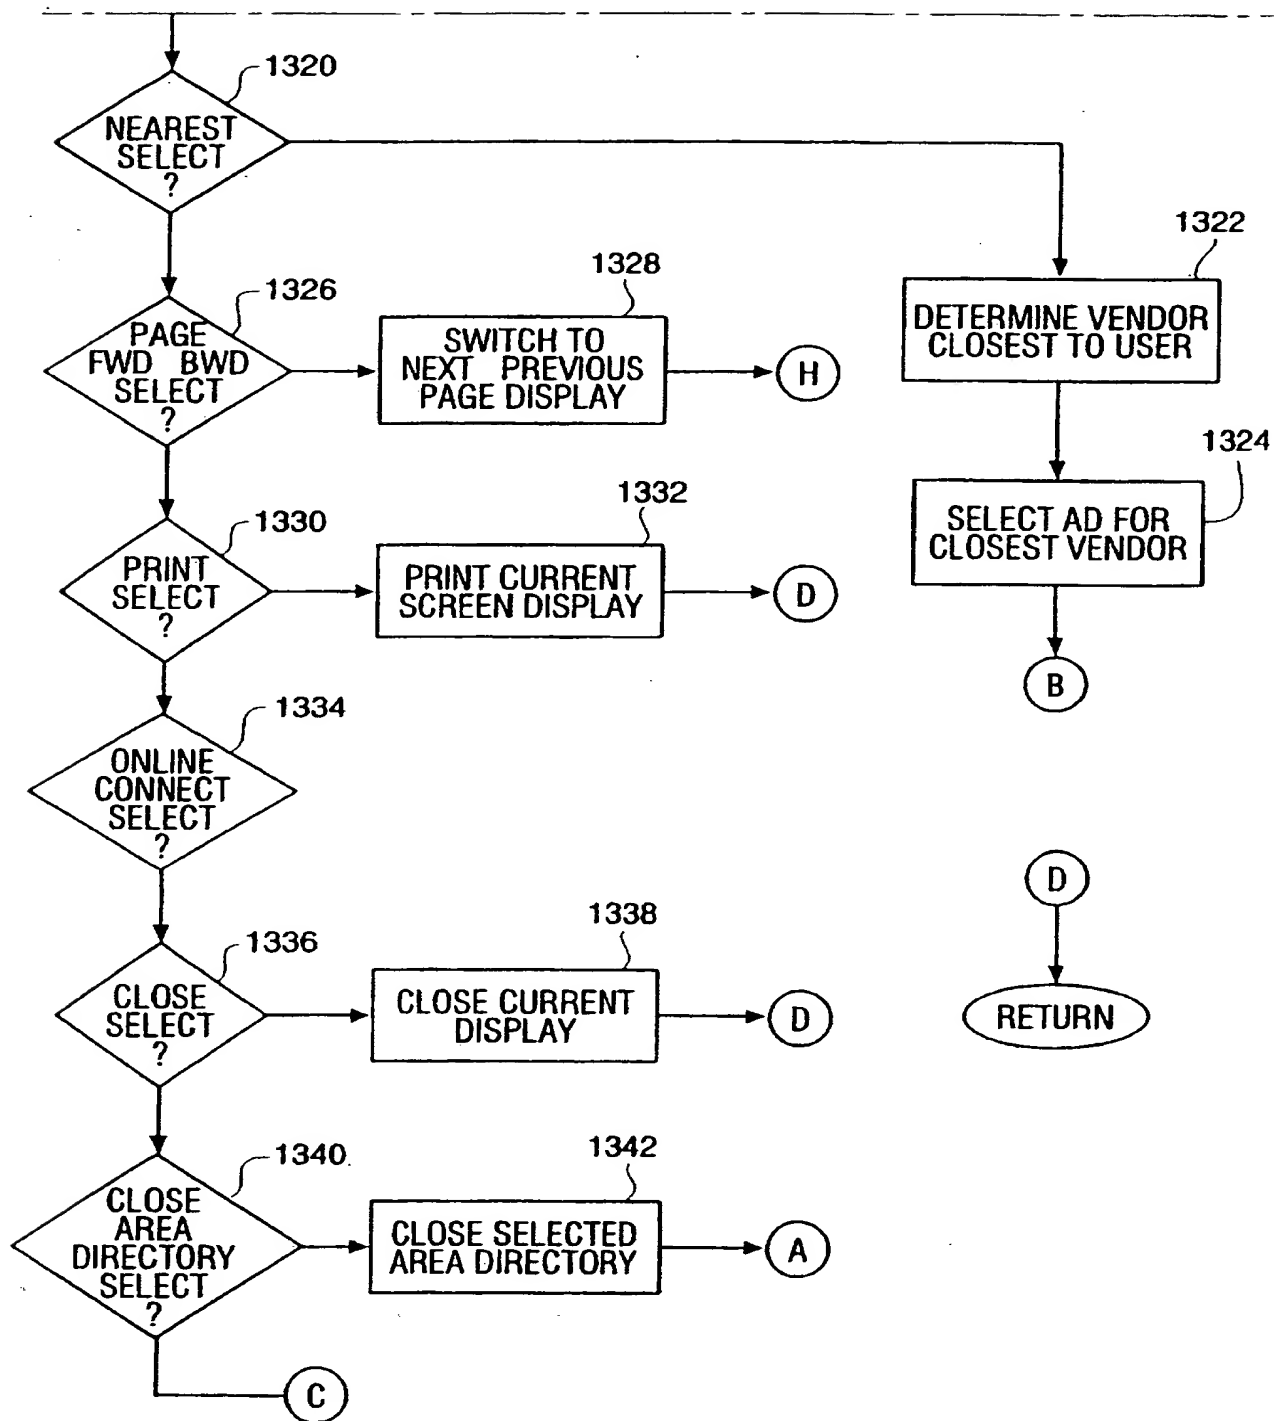 1320
NEAREST
SELECT
?
1322
DETERMINE VENDOR
CLOSEST TO USER
1324
SELECT AD FOR
CLOSEST VENDOR
B
1326
PAGE
FWD BWD
SELECT
?
1328
SWITCH TO
NEXT PREVIOUS
PAGE DISPLAY
H
1330
PRINT
SELECT
?
1332
PRINT CURRENT
SCREEN DISPLAY
D
1334
ONLINE
CONNECT
SELECT
?
1336
CLOSE
SELECT
?
1338
CLOSE CURRENT
DISPLAY
D
D
RETURN
1340
CLOSE
AREA
DIRECTORY
SELECT
?
1342
CLOSE SELECTED
AREA DIRECTORY
A
C